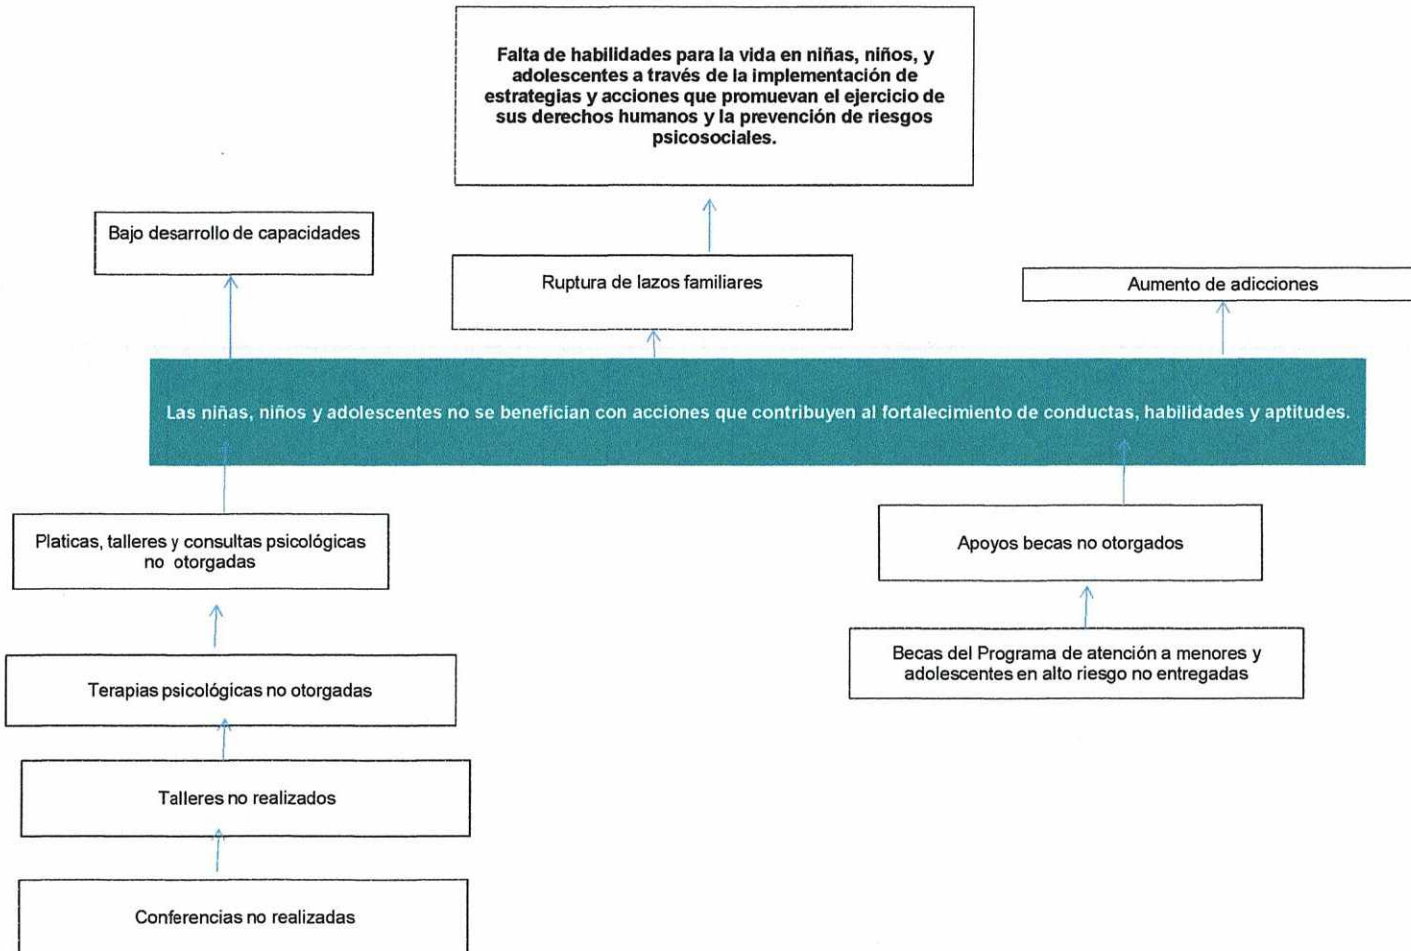 Falta de habilidades para la vida en niñas, niños, y
adolescentes a través de la implementación de
estrategias y acciones que promuevan el ejercicio de
sus derechos humanos y la prevención de riesgos
psicosociales.
Bajo desarrollo de capacidades
Ruptura de lazos familiares
Aumento de adicciones
Las niñas, niños y adolescentes no se benefician con acciones que contribuyen al fortalecimiento de conductas, habilidades y aptitudes.
Platicas, talleres y consultas psicológicas
no otorgadas
Apoyos becas no otorgados
Terapias psicológicas no otorgadas
Becas del Programa de atención a menores y
adolescentes en alto riesgo no entregadas
Talleres no realizados
Conferencias no realizadas